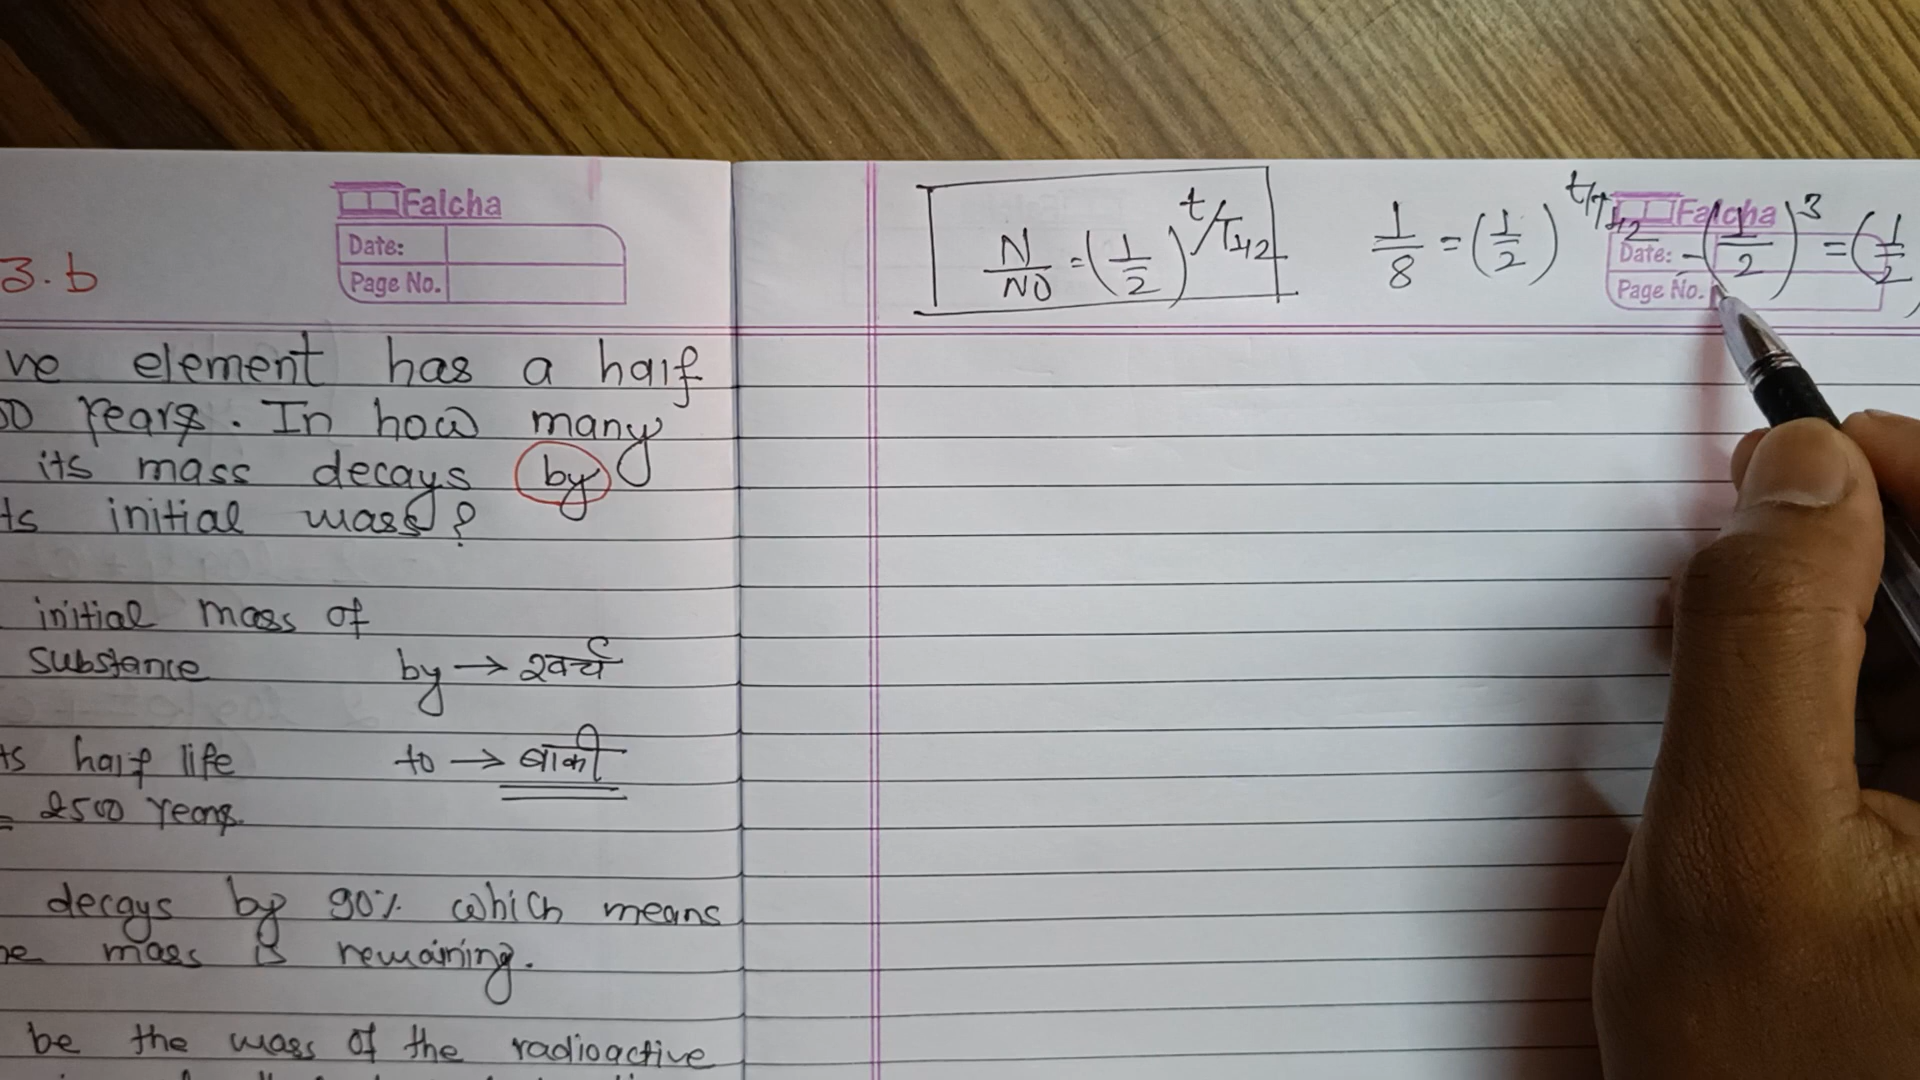 Falcha
Date:
Page No.
3.b
ve element has a half
00 years. In how many
its mass decays by
ts initial mass?
initial mass of
substance
by → खर्च
ts half life
to → बाकी
= 2500 years.
decays by 90% which means
he mass is remaining.
be the mass of the radioactive
N/N0 = (1/2)^t/T1/2
1/8 = (1/2)^t/T1/2
(1/2)^3 = (1/2
Falcha
Date:
Page No.